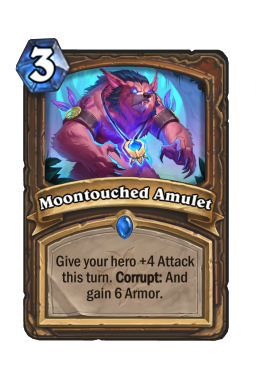 3
Moontouched Amulet
Give your hero +4 Attack
this turn. Corrupt: And
gain 6 Armor.